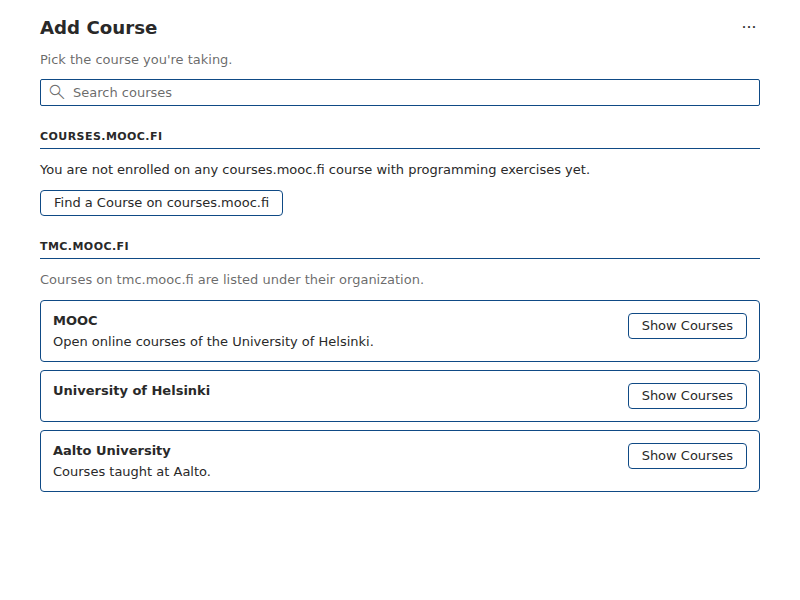 Add Course
...
Pick the course you're taking.
Search courses
COURSES.MOOC.FI
You are not enrolled on any courses.mooc.fi course with programming exercises yet.
Find a Course on courses.mooc.fi
TMC.MOOC.FI
Courses on tmc.mooc.fi are listed under their organization.
MOOC
Show Courses
Open online courses of the University of Helsinki.
University of Helsinki
Show Courses
Aalto University
Show Courses
Courses taught at Aalto.